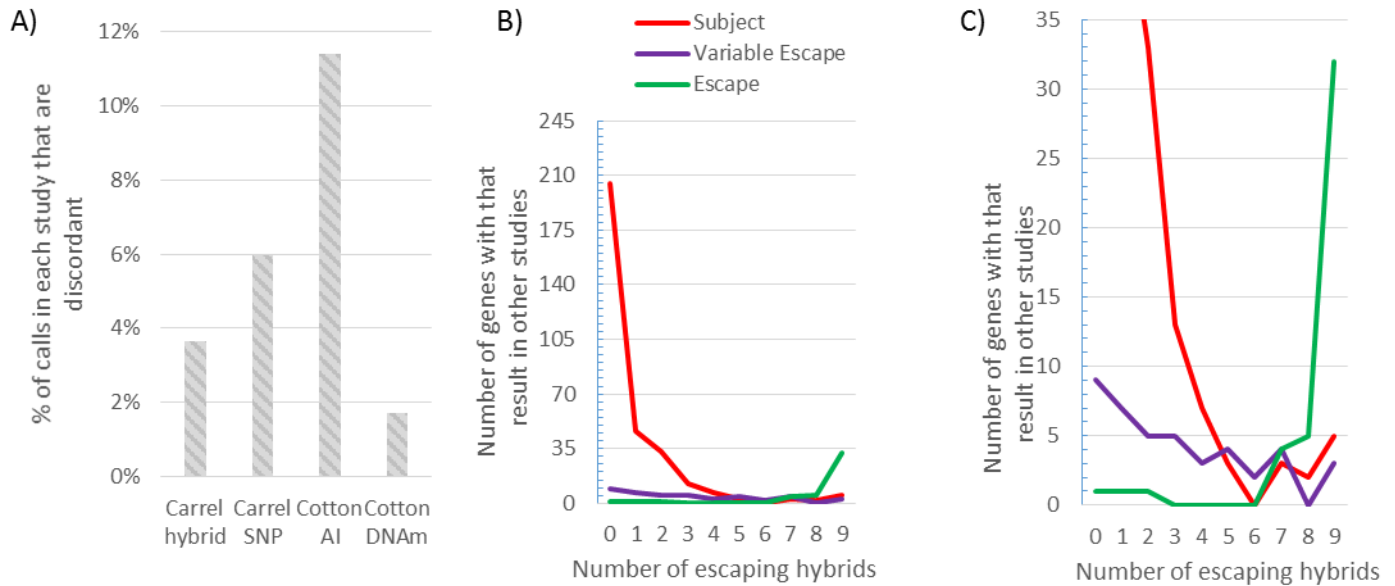 A)
% of calls in each study that are
discordant
12%
10%
8%
6%
4%
2%
0%
Carrel
hybrid
Carrel
SNP
Cotton
AI
Cotton
DNAm
B)
Subject
Variable Escape
Escape
Number of genes with that
result in other studies
245
210
175
140
105
70
35
0
0 1 2 3 4 5 6 7 8 9
Number of escaping hybrids
C)
Number of genes with that
result in other studies
35
30
25
20
15
10
5
0
0 1 2 3 4 5 6 7 8 9
Number of escaping hybrids